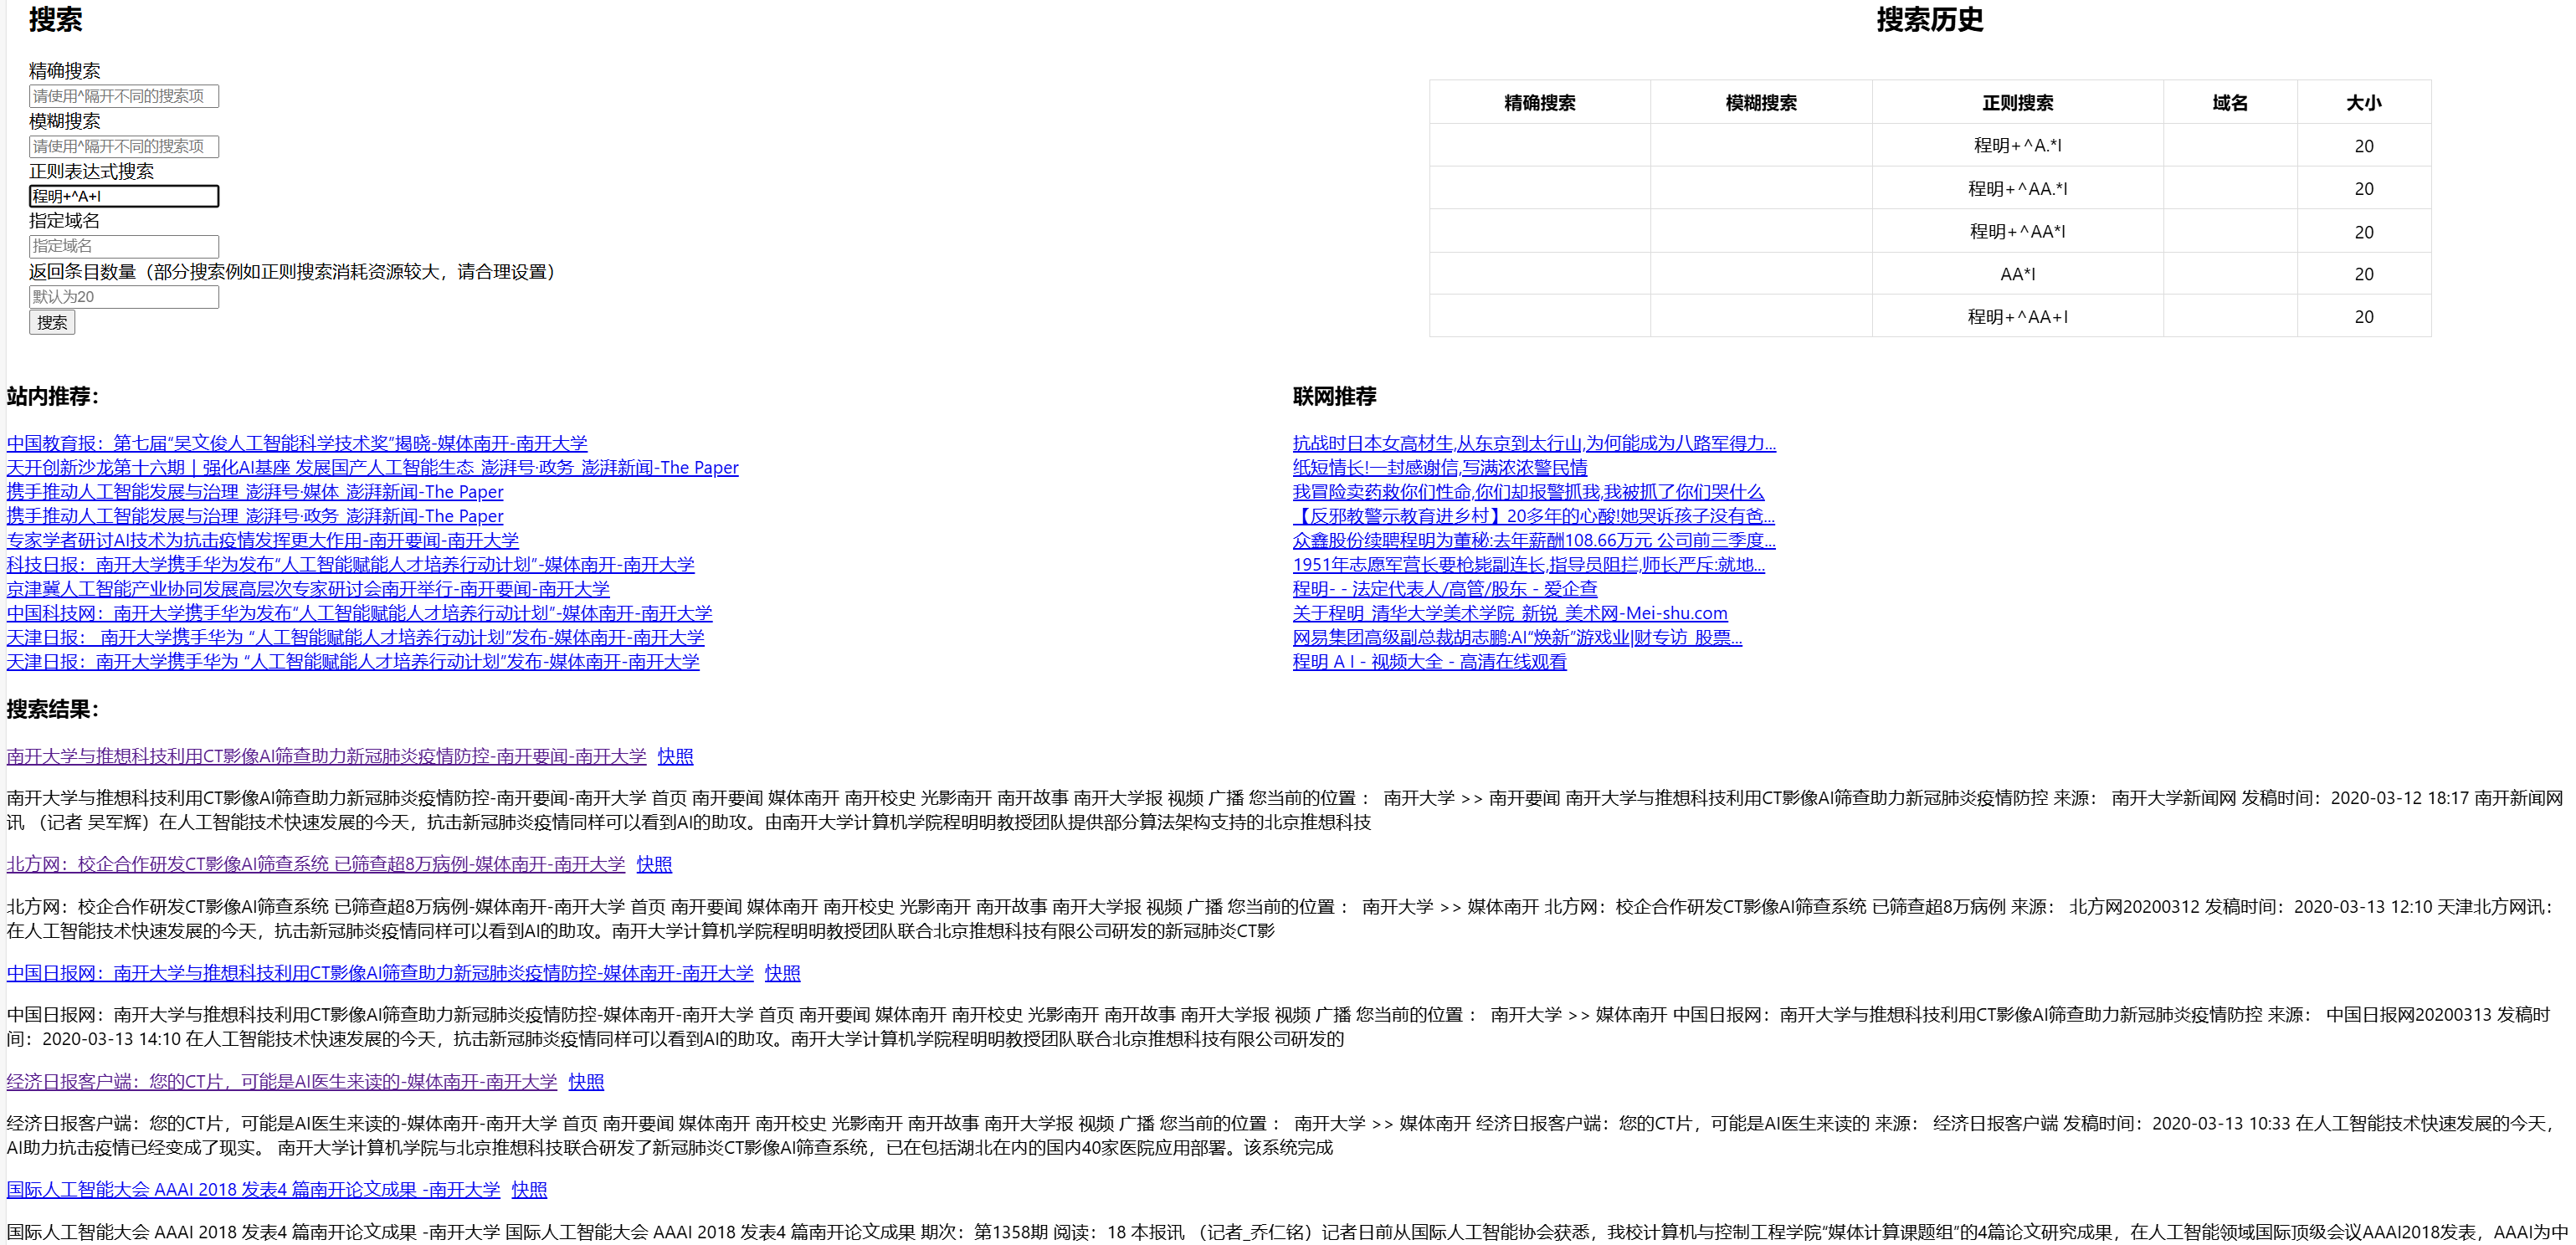 搜索
精确搜索
请使用^隔开不同的搜索项
模糊搜索
请使用^隔开不同的搜索项
正则表达式搜索
程明+^A+I
指定域名
指定域名
返回条目数量（部分搜索例如正则搜索消耗资源较大，请合理设置）
默认为20
搜索
搜索历史
精确搜索 模糊搜索 正则搜索 域名 大小
程明+^A.*I 20
程明+^AA.*I 20
程明+^AA*I 20
AA*I 20
程明+^AA+I 20
站内推荐：
中国教育报：第七届“吴文俊人工智能科学技术奖”揭晓-媒体南开-南开大学
天开创新沙龙第十六期丨强化AI基座 发展国产人工智能生态_澎湃号·政务_澎湃新闻-The Paper
携手推动人工智能发展与治理_澎湃号·媒体_澎湃新闻-The Paper
携手推动人工智能发展与治理_澎湃号·政务_澎湃新闻-The Paper
专家学者研讨AI技术为抗击疫情发挥更大作用-南开要闻-南开大学
科技日报：南开大学携手华为发布“人工智能赋能人才培养行动计划”-媒体南开-南开大学
京津冀人工智能产业协同发展高层次专家研讨会南开举行-南开要闻-南开大学
中国科技网：南开大学携手华为发布“人工智能赋能人才培养行动计划”-媒体南开-南开大学
天津日报： 南开大学携手华为 “人工智能赋能人才培养行动计划”发布-媒体南开-南开大学
天津日报：南开大学携手华为 “人工智能赋能人才培养行动计划”发布-媒体南开-南开大学
联网推荐
抗战时日本女高材生,从东京到太行山,为何能成为八路军得力...
纸短情长!一封感谢信,写满浓浓警民情
我冒险卖药救你们性命,你们却报警抓我,我被抓了你们哭什么
【反邪教警示教育进乡村】20多年的心酸!她哭诉孩子没有爸...
众鑫股份续聘程明为董秘:去年薪酬108.66万元 公司前三季度...
1951年志愿军营长要枪毙副连长,指导员阻拦,师长严斥:就地...
程明- - 法定代表人/高管/股东 - 爱企查
关于程明_清华大学美术学院_新锐_美术网-Mei-shu.com
网易集团高级副总裁胡志鹏:AI“焕新”游戏业|财专访_股票...
程明 A I - 视频大全 - 高清在线观看
搜索结果：
南开大学与推想科技利用CT影像AI筛查助力新冠肺炎疫情防控-南开要闻-南开大学 快照
南开大学与推想科技利用CT影像AI筛查助力新冠肺炎疫情防控-南开要闻-南开大学 首页 南开要闻 媒体南开 南开校史 光影南开 南开故事 南开大学报 视频 广播 您当前的位置 ： 南开大学 >> 南开要闻 南开大学与推想科技利用CT影像AI筛查助力新冠肺炎疫情防控 来源： 南开大学新闻网 发稿时间：2020-03-12 18:17 南开新闻网
讯 （记者 吴军辉）在人工智能技术快速发展的今天，抗击新冠肺炎疫情同样可以看到AI的助攻。由南开大学计算机学院程明明教授团队提供部分算法架构支持的北京推想科技
北方网：校企合作研发CT影像AI筛查系统 已筛查超8万病例-媒体南开-南开大学 快照
北方网：校企合作研发CT影像AI筛查系统 已筛查超8万病例-媒体南开-南开大学 首页 南开要闻 媒体南开 南开校史 光影南开 南开故事 南开大学报 视频 广播 您当前的位置 ： 南开大学 >> 媒体南开 北方网：校企合作研发CT影像AI筛查系统 已筛查超8万病例 来源： 北方网20200312 发稿时间：2020-03-13 12:10 天津北方网讯：
在人工智能技术快速发展的今天，抗击新冠肺炎疫情同样可以看到AI的助攻。南开大学计算机学院程明明教授团队联合北京推想科技有限公司研发的新冠肺炎CT影
中国日报网：南开大学与推想科技利用CT影像AI筛查助力新冠肺炎疫情防控-媒体南开-南开大学 快照
中国日报网：南开大学与推想科技利用CT影像AI筛查助力新冠肺炎疫情防控-媒体南开-南开大学 首页 南开要闻 媒体南开 南开校史 光影南开 南开故事 南开大学报 视频 广播 您当前的位置 ： 南开大学 >> 媒体南开 中国日报网：南开大学与推想科技利用CT影像AI筛查助力新冠肺炎疫情防控 来源： 中国日报网20200313 发稿时
间：2020-03-13 14:10 在人工智能技术快速发展的今天，抗击新冠肺炎疫情同样可以看到AI的助攻。南开大学计算机学院程明明教授团队联合北京推想科技有限公司研发的
经济日报客户端：您的CT片，可能是AI医生来读的-媒体南开-南开大学 快照
经济日报客户端：您的CT片，可能是AI医生来读的-媒体南开-南开大学 首页 南开要闻 媒体南开 南开校史 光影南开 南开故事 南开大学报 视频 广播 您当前的位置 ： 南开大学 >> 媒体南开 经济日报客户端：您的CT片，可能是AI医生来读的 来源： 经济日报客户端 发稿时间：2020-03-13 10:33 在人工智能技术快速发展的今天，
AI助力抗击疫情已经变成了现实。 南开大学计算机学院与北京推想科技联合研发了新冠肺炎CT影像AI筛查系统，已在包括湖北在内的国内40家医院应用部署。该系统完成
国际人工智能大会 AAAI 2018 发表4 篇南开论文成果 -南开大学 快照
国际人工智能大会 AAAI 2018 发表4 篇南开论文成果 -南开大学 国际人工智能大会 AAAI 2018 发表4 篇南开论文成果 期次：第1358期 阅读：18 本报讯 （记者_乔仁铭）记者日前从国际人工智能协会获悉，我校计算机与控制工程学院“媒体计算课题组”的4篇论文研究成果，在人工智能领域国际顶级会议AAAI2018发表，AAAI为中